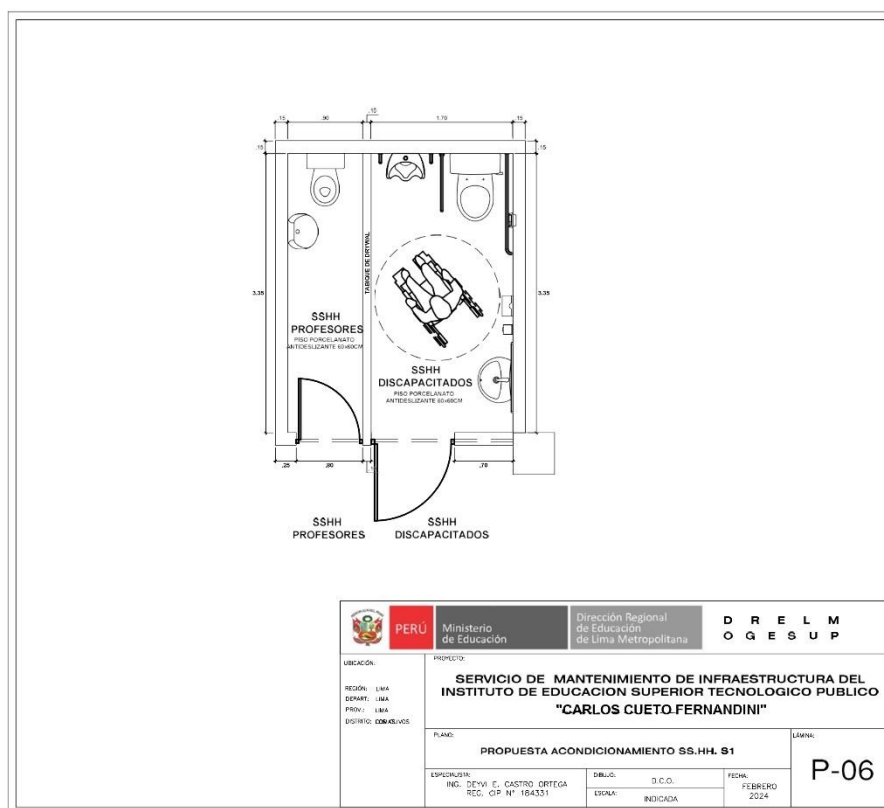 .15
.90
.15
1.70
.15
.15
.15
3.35
3.35
TABIQUE DE DRYWAL
SSHH
PROFESORES
PISO PORCELANATO
ANTIDESLIZANTE 60x60CM
SSHH
DISCAPACITADOS
PISO PORCELANATO
ANTIDESLIZANTE 60x60CM
.25
.70
SSHH
PROFESORES
SSHH
DISCAPACITADOS
PERÚ
Ministerio
de Educación
Dirección Regional
de Educación
de Lima Metropolitana
D R E L M
O G E S U P
UBICACIÓN:
REGIÓN: LIMA
DEPART: LIMA
PROV.: LIMA
DISTRITO:
PROYECTO:
SERVICIO DE MANTENIMIENTO DE INFRAESTRUCTURA DEL
INSTITUTO DE EDUCACION SUPERIOR TECNOLOGICO PUBLICO
"CARLOS CUETO FERNANDINI"
PLANO:
PROPUESTA ACONDICIONAMIENTO SS.HH. S1
LÁMINA:
P-06
ESPECIALISTA:
ING. DEYVI E. CASTRO ORTEGA
REG. CIP N° 184331
DIBUJO:
D.C.O.
ESCALA:
INDICADA
FECHA:
FEBRERO
2024